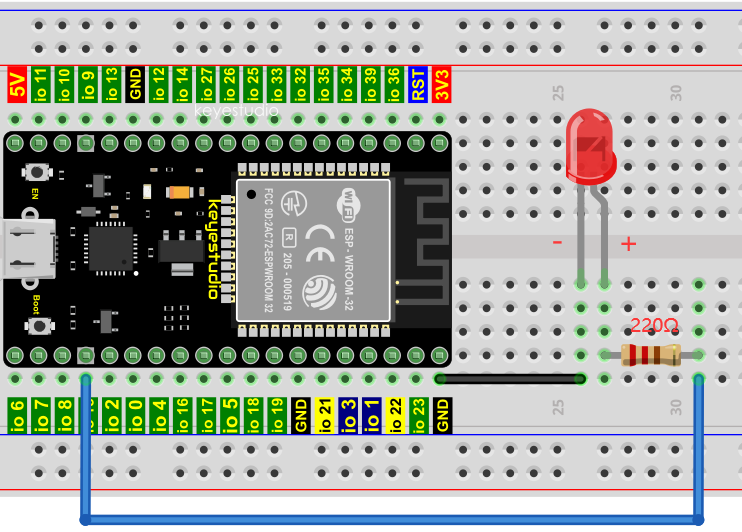 5V
io 11
io 10
io 9
io 13
GND
io 12
io 14
io 27
io 26
io 25
io 33
io 32
io 35
io 34
io 39
io 36
RST
3V3
keyestudio
25
30
EN
Boot
keyestudio
FCC 9D:2AC72-ESPWROOM 32
R
205 - 000519
CE
Wi Fi
ESP - WROOM -32
-
+
220Ω
io 6
io 7
io 8
io 2
io 0
io 4
io 16
io 17
io 5
io 18
io 19
GND
io 21
io 3
io 1
io 22
io 23
GND
25
30